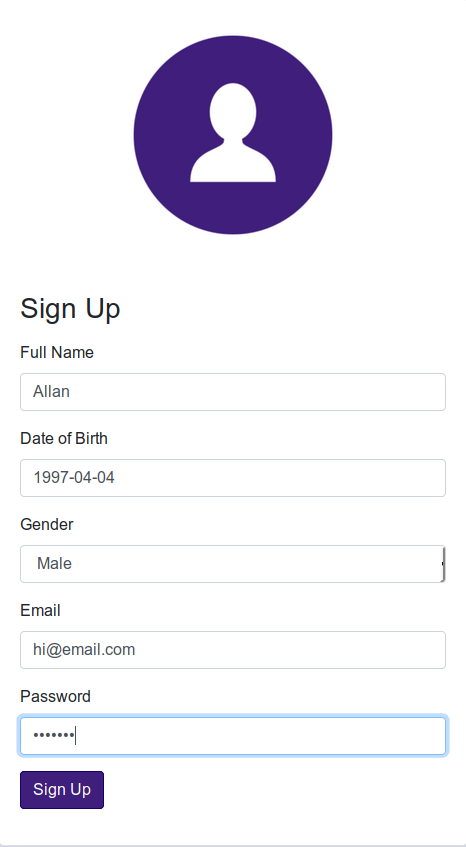 Sign Up
Full Name
Allan
Date of Birth
1997-04-04
Gender
Male
Email
hi@email.com
Password
•••••••
Sign Up